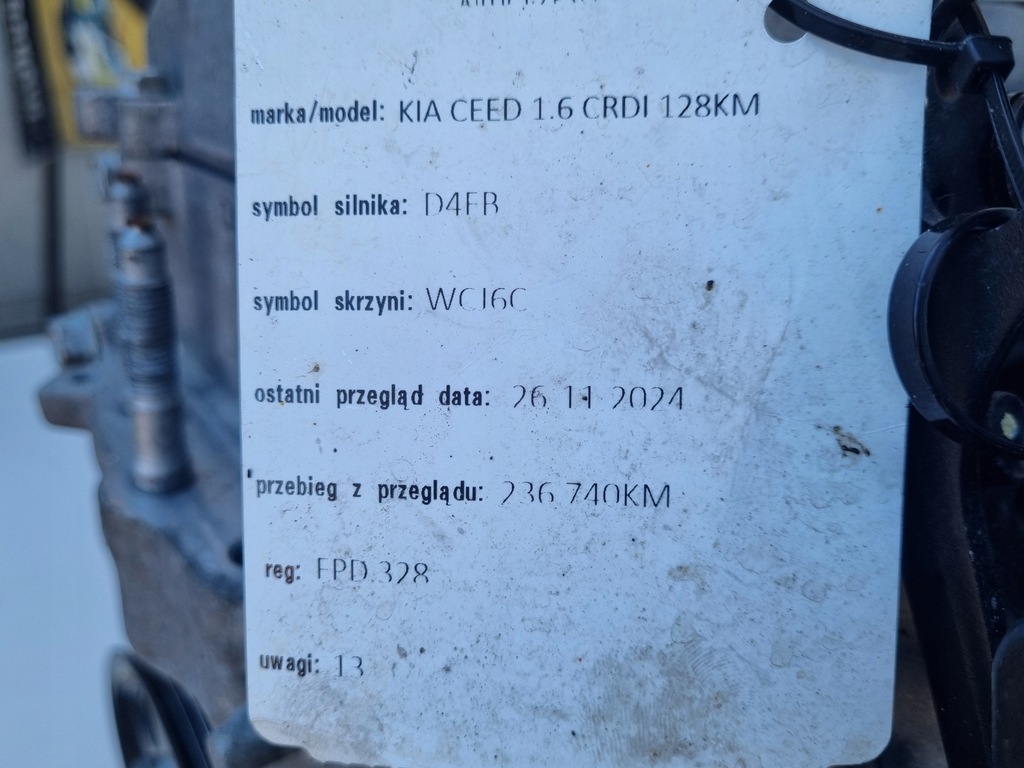 marka/model: KIA CEED 1.6 CRDI 128KM
symbol silnika: D4FB
symbol skrzyni: WCJ6C
ostatni przegląd data: 26.11.2024
przebieg z przeglądu: 236.740KM
reg: FPD 328
uwagi: 13